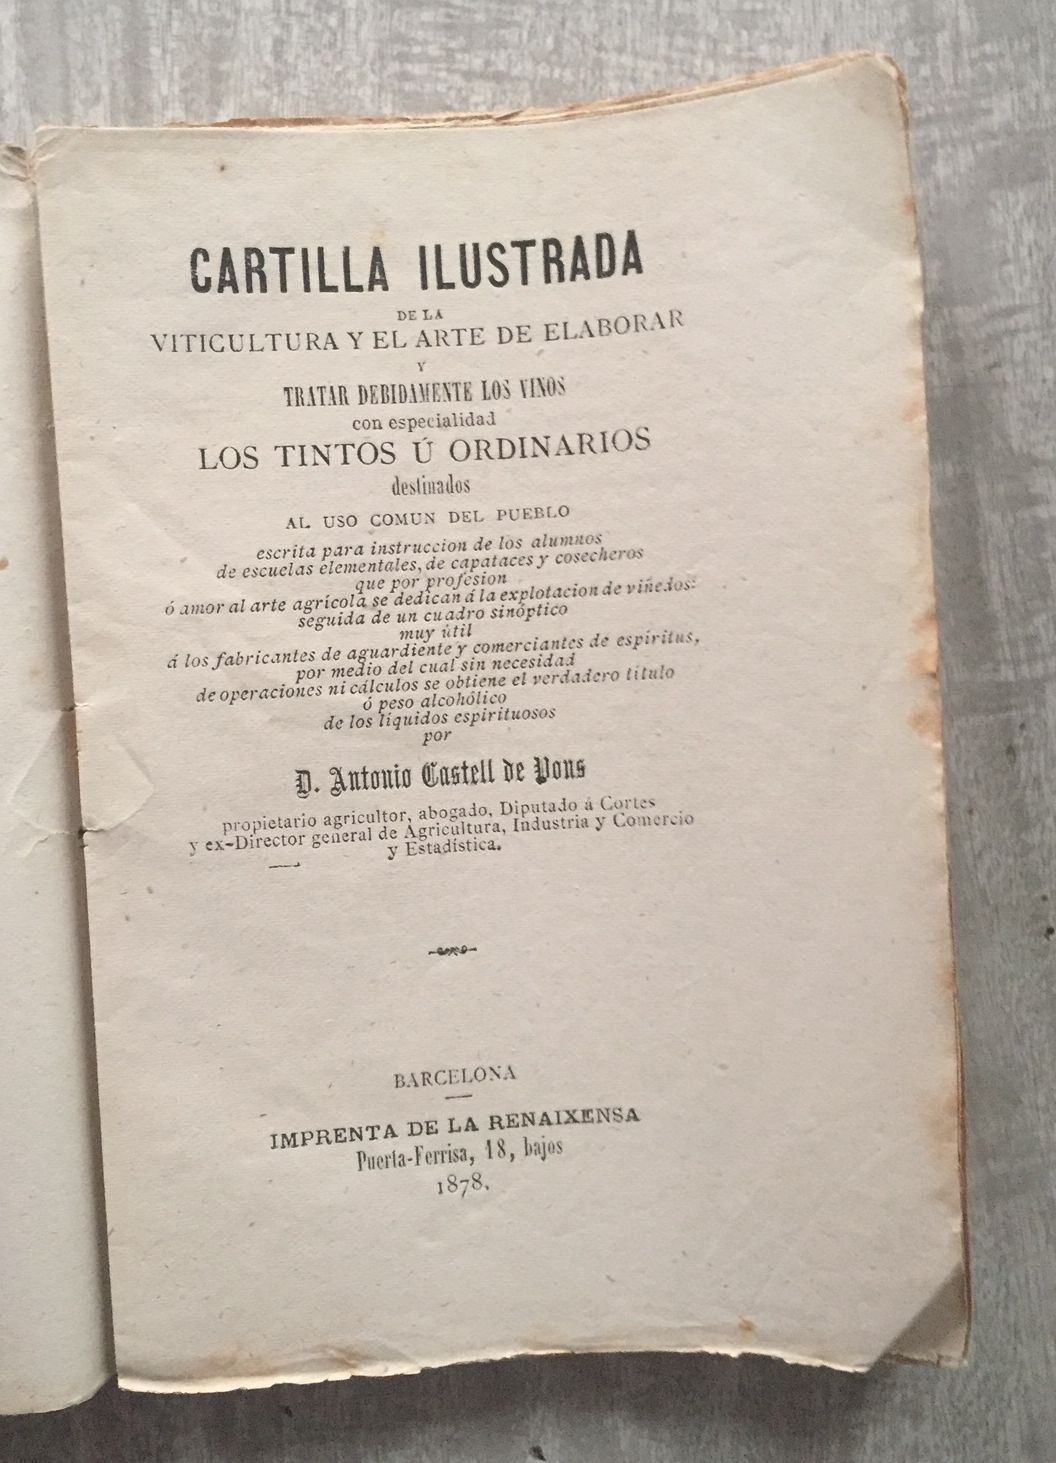 CARTILLA ILUSTRADA
DE LA
VITICULTURA Y EL ARTE DE ELABORAR
Y
TRATAR DEBIDAMENTE LOS VINOS
con especialidad
LOS TINTOS Ú ORDINARIOS
destinados
AL USO COMUN DEL PUEBLO
escrita para instruccion de los alumnos
de escuelas elementales, de capataces y cosecheros
que por profesion
ó amor al arte agrícola se dedican á la explotacion de viñedos:
seguida de un cuadro sinóptico
muy útil
á los fabricantes de aguardiente y comerciantes de espíritus,
por medio del cual sin necesidad
de operaciones ni cálculos se obtiene el verdadero título
ó peso alcohólico
de los líquidos espirituosos
por
D. Antonio Castell de Pons
propietario agricultor, abogado, Diputado á Cortes
y ex-Director general de Agricultura, Industria y Comercio
y Estadística.
BARCELONA
IMPRENTA DE LA RENAIXENSA
Puerta-Ferrisa, 18, bajos
1878.